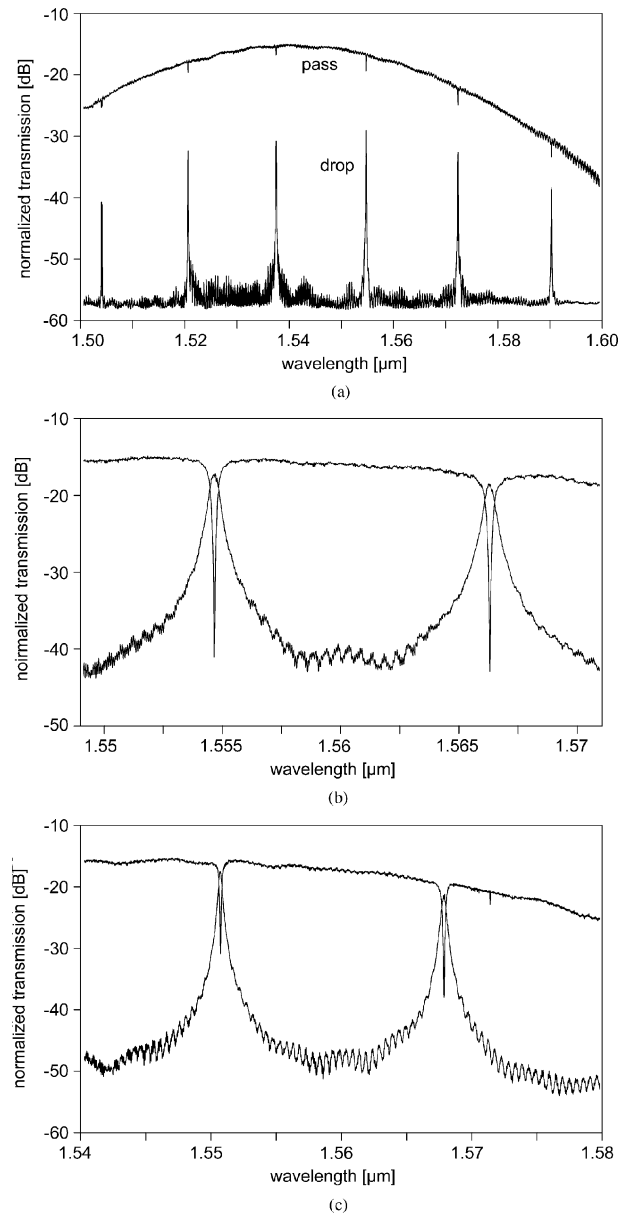 -10
-20
-30
-40
-50
-60
normalized transmission [dB]
pass
drop
1.50 1.52 1.54 1.56 1.58 1.60
wavelength [µm]
(a)
-10
-20
-30
-40
-50
noirmalized transmission [dB]
1.55 1.555 1.56 1.565 1.57
wavelength [µm]
(b)
-10
-20
-30
-40
-50
-60
normalized transmission [dB]
1.54 1.55 1.56 1.57 1.58
wavelength [µm]
(c)